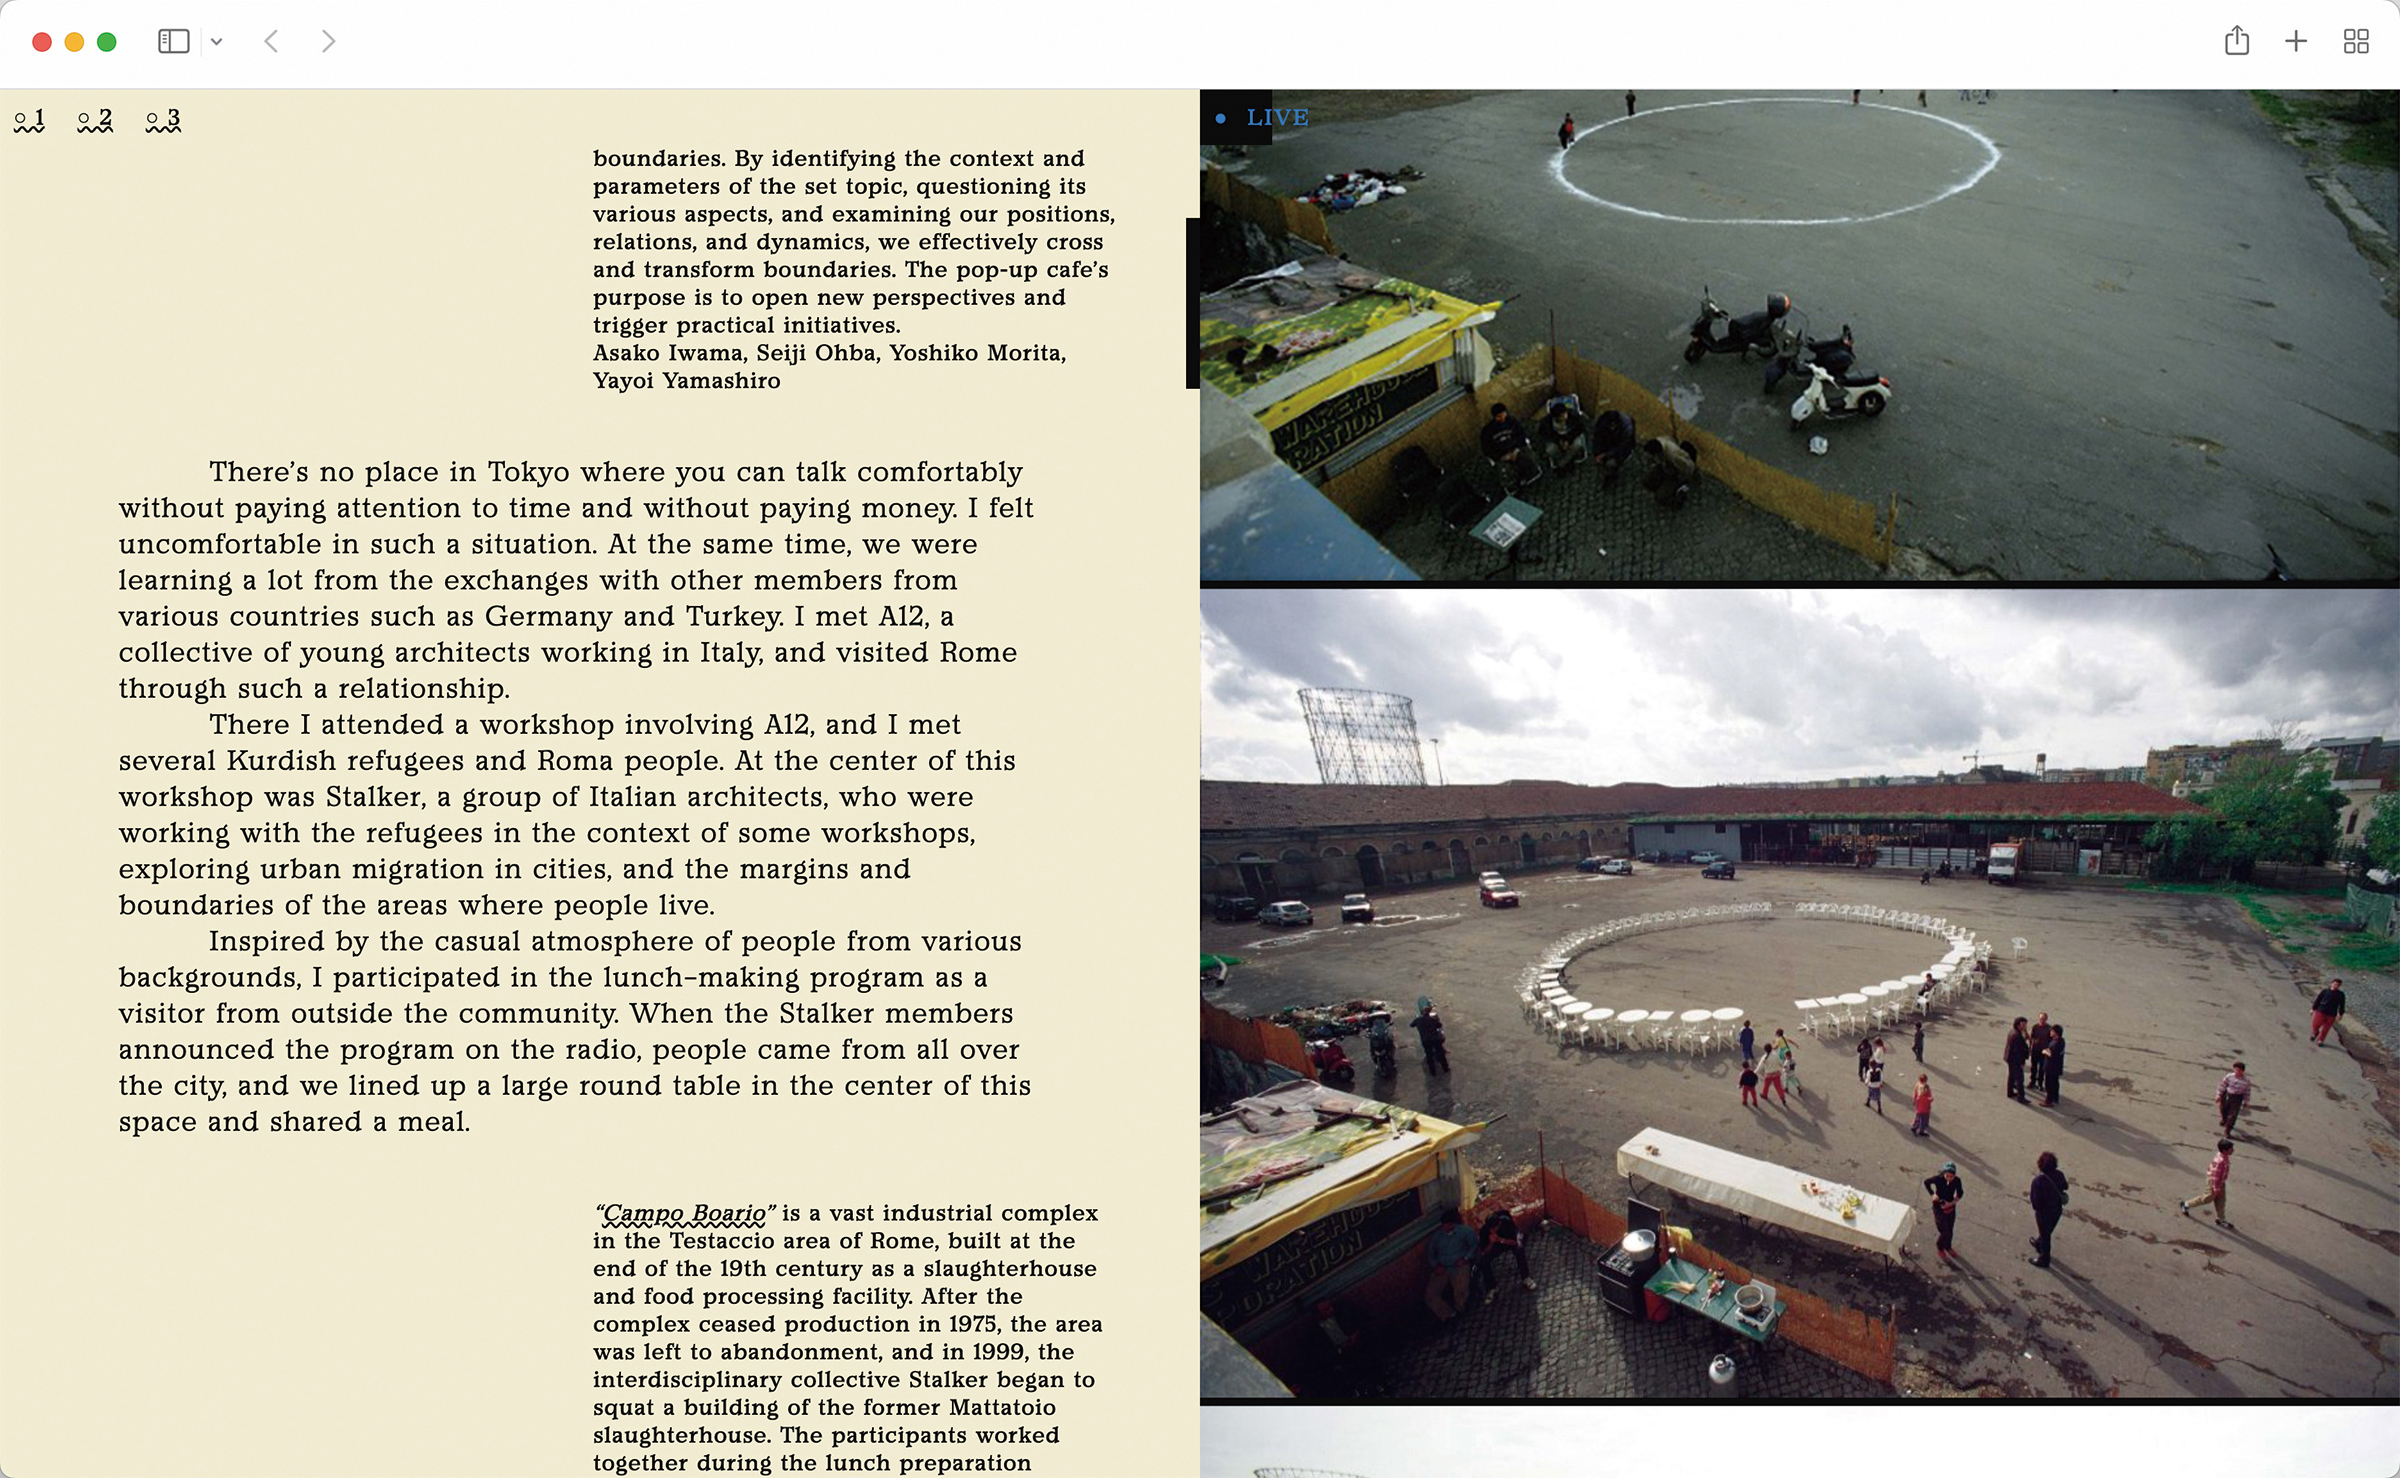 1 2 3
LIVE
boundaries. By identifying the context and
parameters of the set topic, questioning its
various aspects, and examining our positions,
relations, and dynamics, we effectively cross
and transform boundaries. The pop-up cafe’s
purpose is to open new perspectives and
trigger practical initiatives.
Asako Iwama, Seiji Ohba, Yoshiko Morita,
Yayoi Yamashiro
There’s no place in Tokyo where you can talk comfortably
without paying attention to time and without paying money. I felt
uncomfortable in such a situation. At the same time, we were
learning a lot from the exchanges with other members from
various countries such as Germany and Turkey. I met A12, a
collective of young architects working in Italy, and visited Rome
through such a relationship.
There I attended a workshop involving A12, and I met
several Kurdish refugees and Roma people. At the center of this
workshop was Stalker, a group of Italian architects, who were
working with the refugees in the context of some workshops,
exploring urban migration in cities, and the margins and
boundaries of the areas where people live.
Inspired by the casual atmosphere of people from various
backgrounds, I participated in the lunch–making program as a
visitor from outside the community. When the Stalker members
announced the program on the radio, people came from all over
the city, and we lined up a large round table in the center of this
space and shared a meal.
“Campo Boario” is a vast industrial complex
in the Testaccio area of Rome, built at the
end of the 19th century as a slaughterhouse
and food processing facility. After the
complex ceased production in 1975, the area
was left to abandonment, and in 1999, the
interdisciplinary collective Stalker began to
squat a building of the former Mattatoio
slaughterhouse. The participants worked
together during the lunch preparation
WAREHOUSE
RATION
WAREHOUSE
PORATION